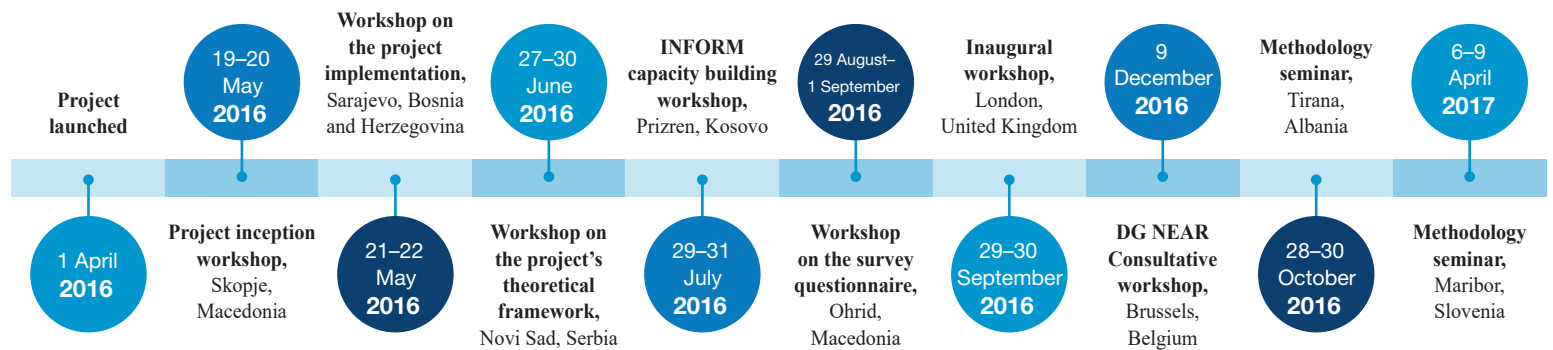 Project
launched
1 April
2016
19–20
May
2016
Project inception
workshop,
Skopje,
Macedonia
Workshop on
the project
implementation,
Sarajevo, Bosnia
and Herzegovina
21–22
May
2016
27–30
June
2016
Workshop on
the project’s
theoretical
framework,
Novi Sad, Serbia
INFORM
capacity building
workshop,
Prizren, Kosovo
29–31
July
2016
29 August–
1 September
2016
Workshop
on the survey
questionnaire,
Ohrid,
Macedonia
Inaugural
workshop,
London,
United Kingdom
29–30
September
2016
9
December
2016
DG NEAR
Consultative
workshop,
Brussels,
Belgium
Methodology
seminar,
Tirana,
Albania
28–30
October
2016
6–9
April
2017
Methodology
seminar,
Maribor,
Slovenia